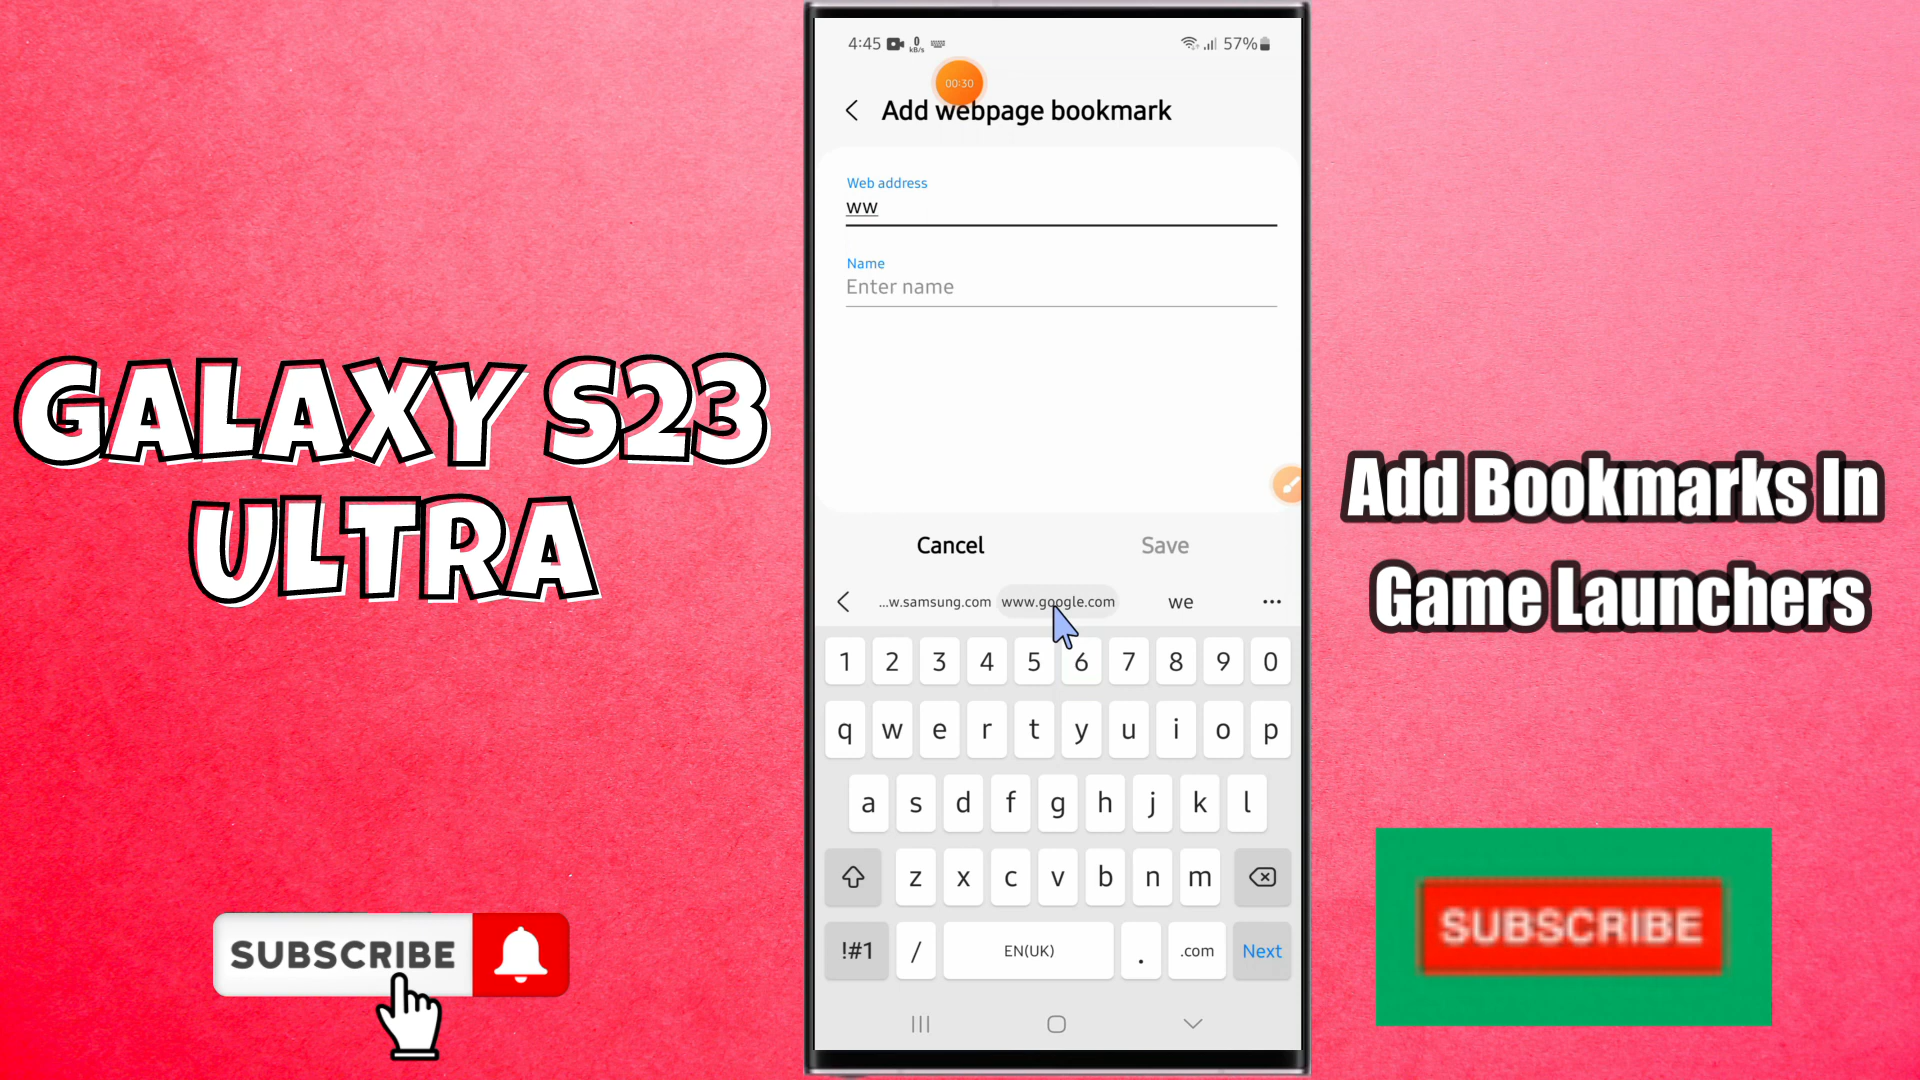 4:45 0 kB/s 57%
00:30
Add webpage bookmark
Web address
ww
Name
Enter name
GALAXY S23
ULTRA
Add Bookmarks In
Game Launchers
Cancel Save
...w.samsung.com www.google.com we ...
1 2 3 4 5 6 7 8 9 0
q w e r t y u i o p
a s d f g h j k l
z x c v b n m
!#1 / EN(UK) . .com Next
SUBSCRIBE
SUBSCRIBE